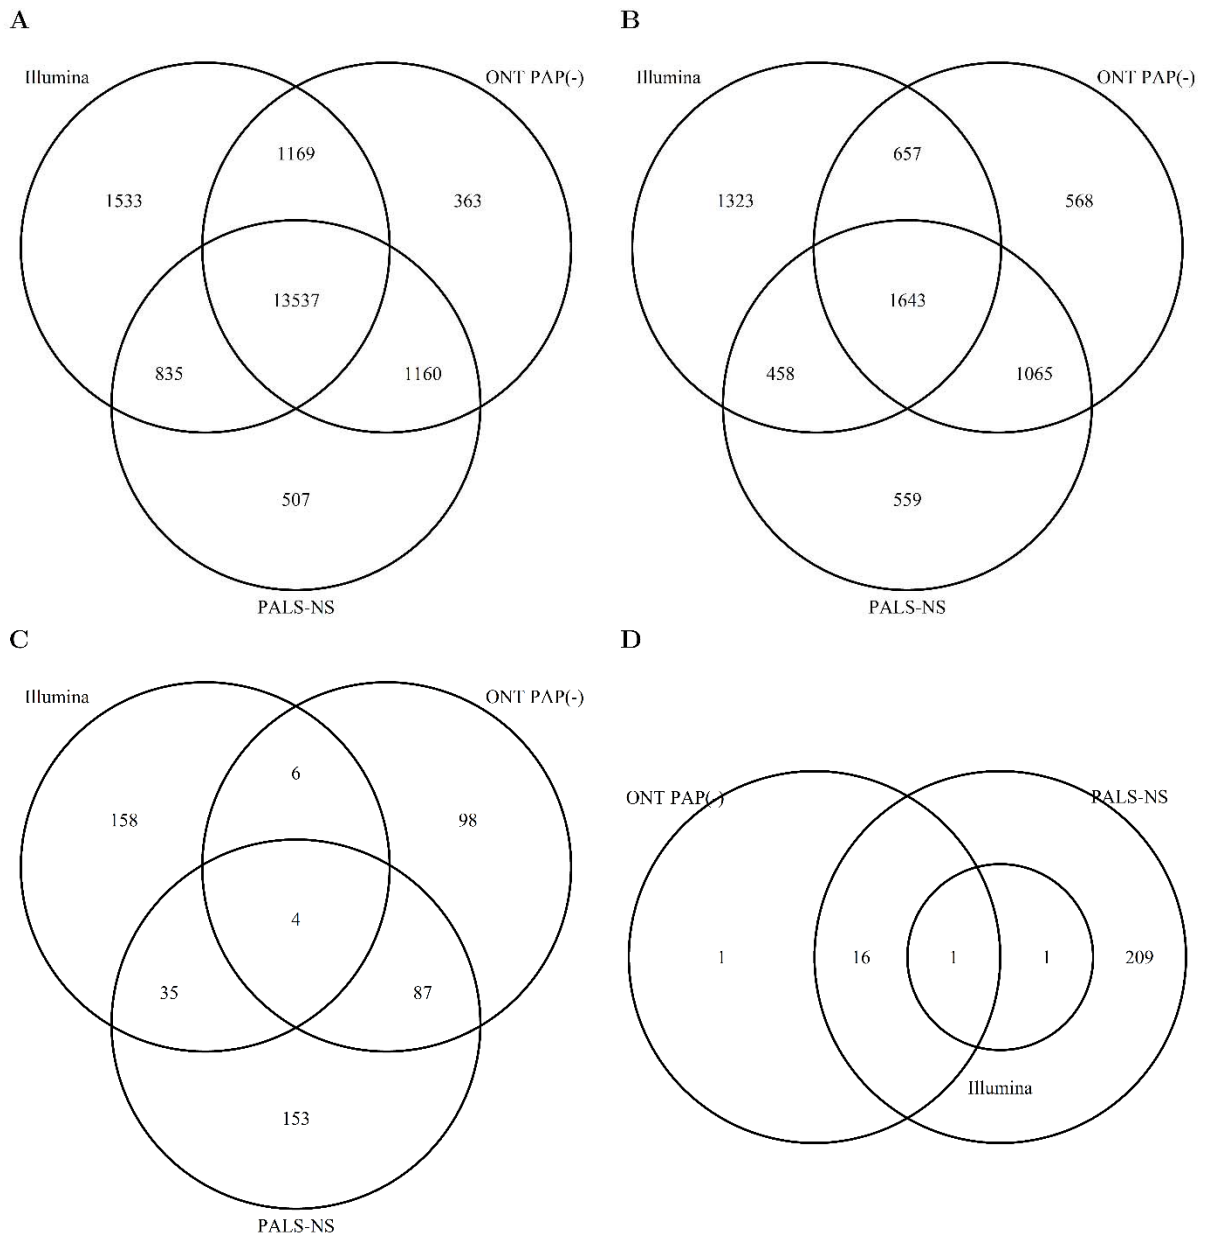 A
Illumina
ONT PAP(-)
1169
1533
363
13537
835
1160
507
PALS-NS
B
Illumina
ONT PAP(-)
657
1323
568
1643
458
1065
559
PALS-NS
C
Illumina
ONT PAP(-)
6
158
98
4
35
87
153
PALS-NS
D
ONT PAP(-)
PALS-NS
1
16
1
1
209
Illumina